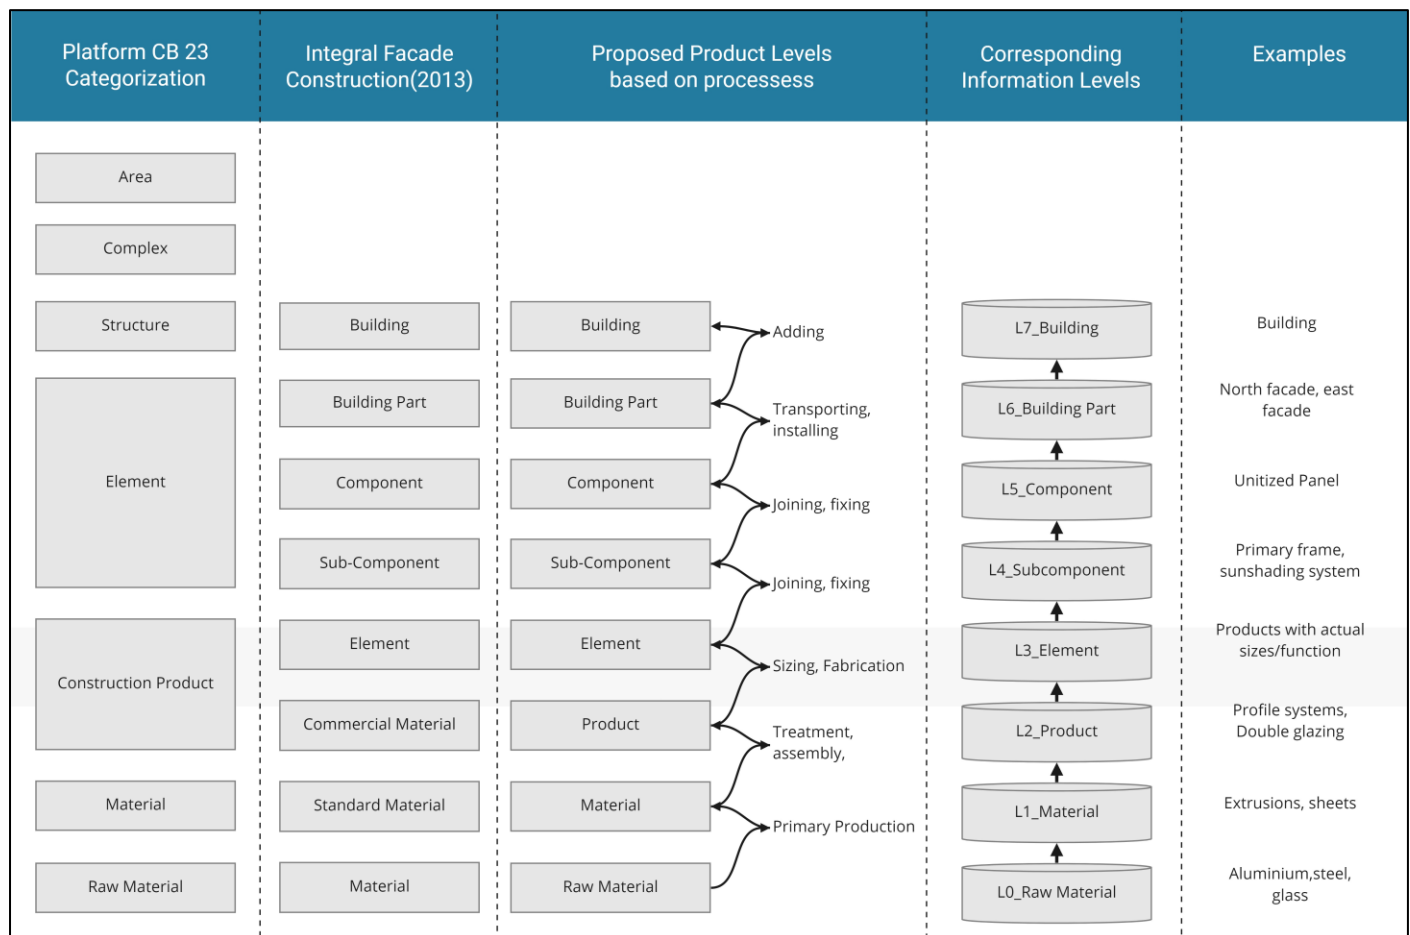 Platform CB 23
Categorization
Integral Facade
Construction(2013)
Proposed Product Levels
based on processess
Corresponding
Information Levels
Examples
Area
Complex
Structure
Building
Building
Adding
L7_Building
Building
Element
Building Part
Building Part
Transporting,
installing
L6_Building Part
North facade, east
facade
Component
Component
Joining, fixing
L5_Component
Unitized Panel
Sub-Component
Sub-Component
Joining, fixing
L4_Subcomponent
Primary frame,
sunshading system
Construction Product
Element
Element
Sizing, Fabrication
L3_Element
Products with actual
sizes/function
Commercial Material
Product
Treatment,
assembly,
L2_Product
Profile systems,
Double glazing
Material
Standard Material
Material
Primary Production
L1_Material
Extrusions, sheets
Raw Material
Material
Raw Material
L0_Raw Material
Aluminium,steel,
glass